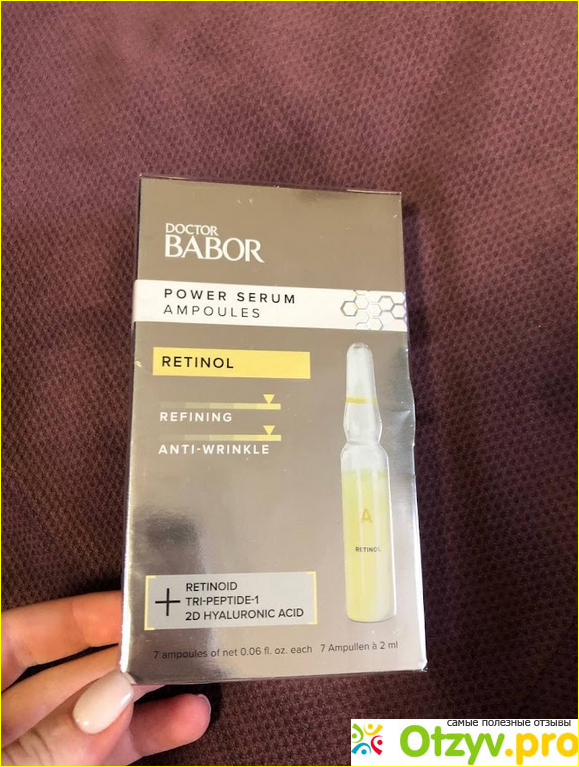 DOCTOR
BABOR
POWER SERUM
AMPOULES
RETINOL
REFINING
ANTI-WRINKLE
A
RETINOL
+ RETINOID
TRI-PEPTIDE-1
2D HYALURONIC ACID
7 ampoules of net 0.06 fl. oz. each 7 Ampullen à 2 ml
самые полезные отзывы
Otzyv.pro